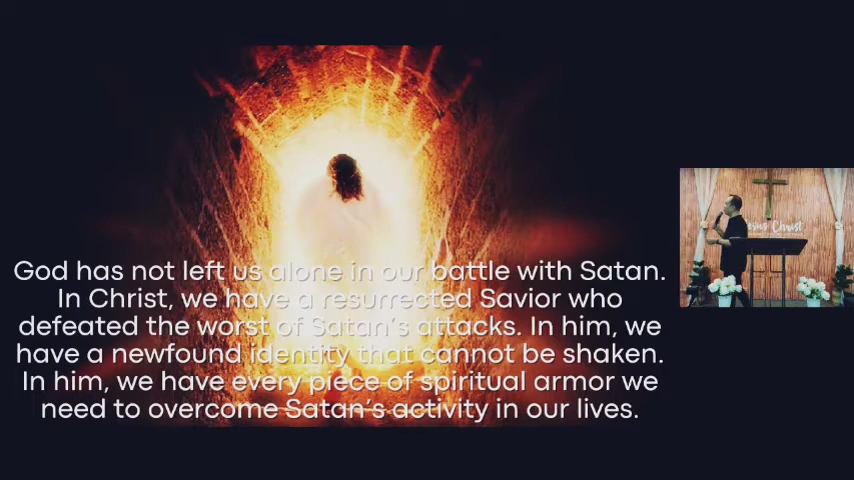 God has not left us alone in our battle with Satan.
In Christ, we have a resurrected Savior who
defeated the worst of Satan's attacks. In him, we
have a newfound identity that cannot be shaken.
In him, we have every piece of spiritual armor we
need to overcome Satan's activity in our lives.
Jesus Christ